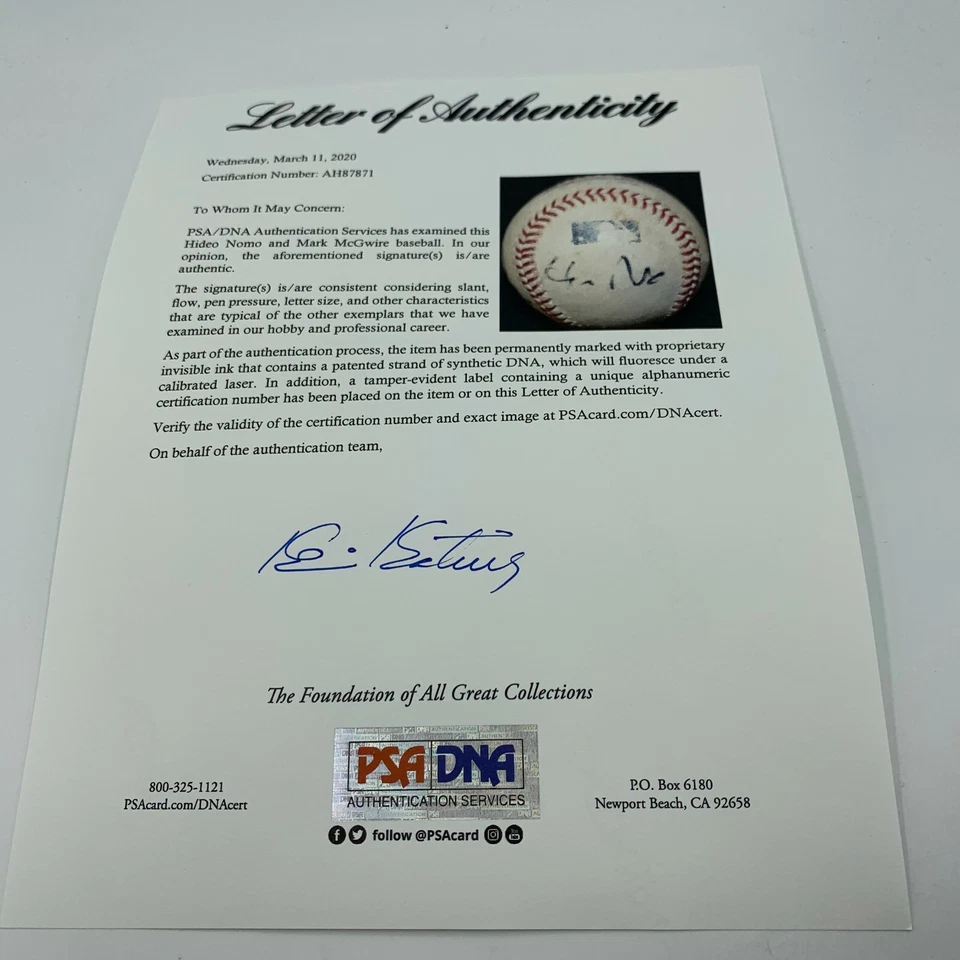 Letter of Authenticity
Wednesday, March 11, 2020
Certification Number: AH87871
To Whom It May Concern:
PSA/DNA Authentication Services has examined this
Hideo Nomo and Mark McGwire baseball. In our
opinion, the aforementioned signature(s) is/are
authentic.
The signature(s) is/are consistent considering slant,
flow, pen pressure, letter size, and other characteristics
that are typical of the other exemplars that we have
examined in our hobby and professional career.
As part of the authentication process, the item has been permanently marked with proprietary
invisible ink that contains a patented strand of synthetic DNA, which will fluoresce under a
calibrated laser. In addition, a tamper-evident label containing a unique alphanumeric
certification number has been placed on the item or on this Letter of Authenticity.
Verify the validity of the certification number and exact image at PSAcard.com/DNAcert.
On behalf of the authentication team,
The Foundation of All Great Collections
PSA DNA
AUTHENTICATION SERVICES
800-325-1121
PSAcard.com/DNAcert
P.O. Box 6180
Newport Beach, CA 92658
follow @PSAcard